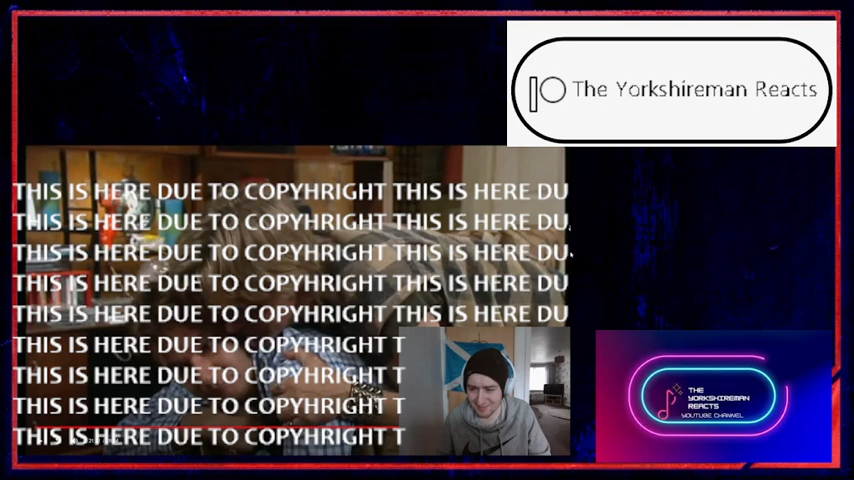 The Yorkshireman Reacts
THIS IS HERE DUE TO COPYHRIGHT THIS IS HERE DU
THIS IS HERE DUE TO COPYHRIGHT THIS IS HERE DU
THIS IS HERE DUE TO COPYHRIGHT THIS IS HERE DU
THIS IS HERE DUE TO COPYHRIGHT THIS IS HERE DU
THIS IS HERE DUE TO COPYHRIGHT THIS IS HERE DU
THIS IS HERE DUE TO COPYHRIGHT T
THIS IS HERE DUE TO COPYHRIGHT T
THIS IS HERE DUE TO COPYHRIGHT T
THIS IS HERE DUE TO COPYHRIGHT T
THE
YORKSHIREMAN
REACTS
YOUTUBE CHANNEL